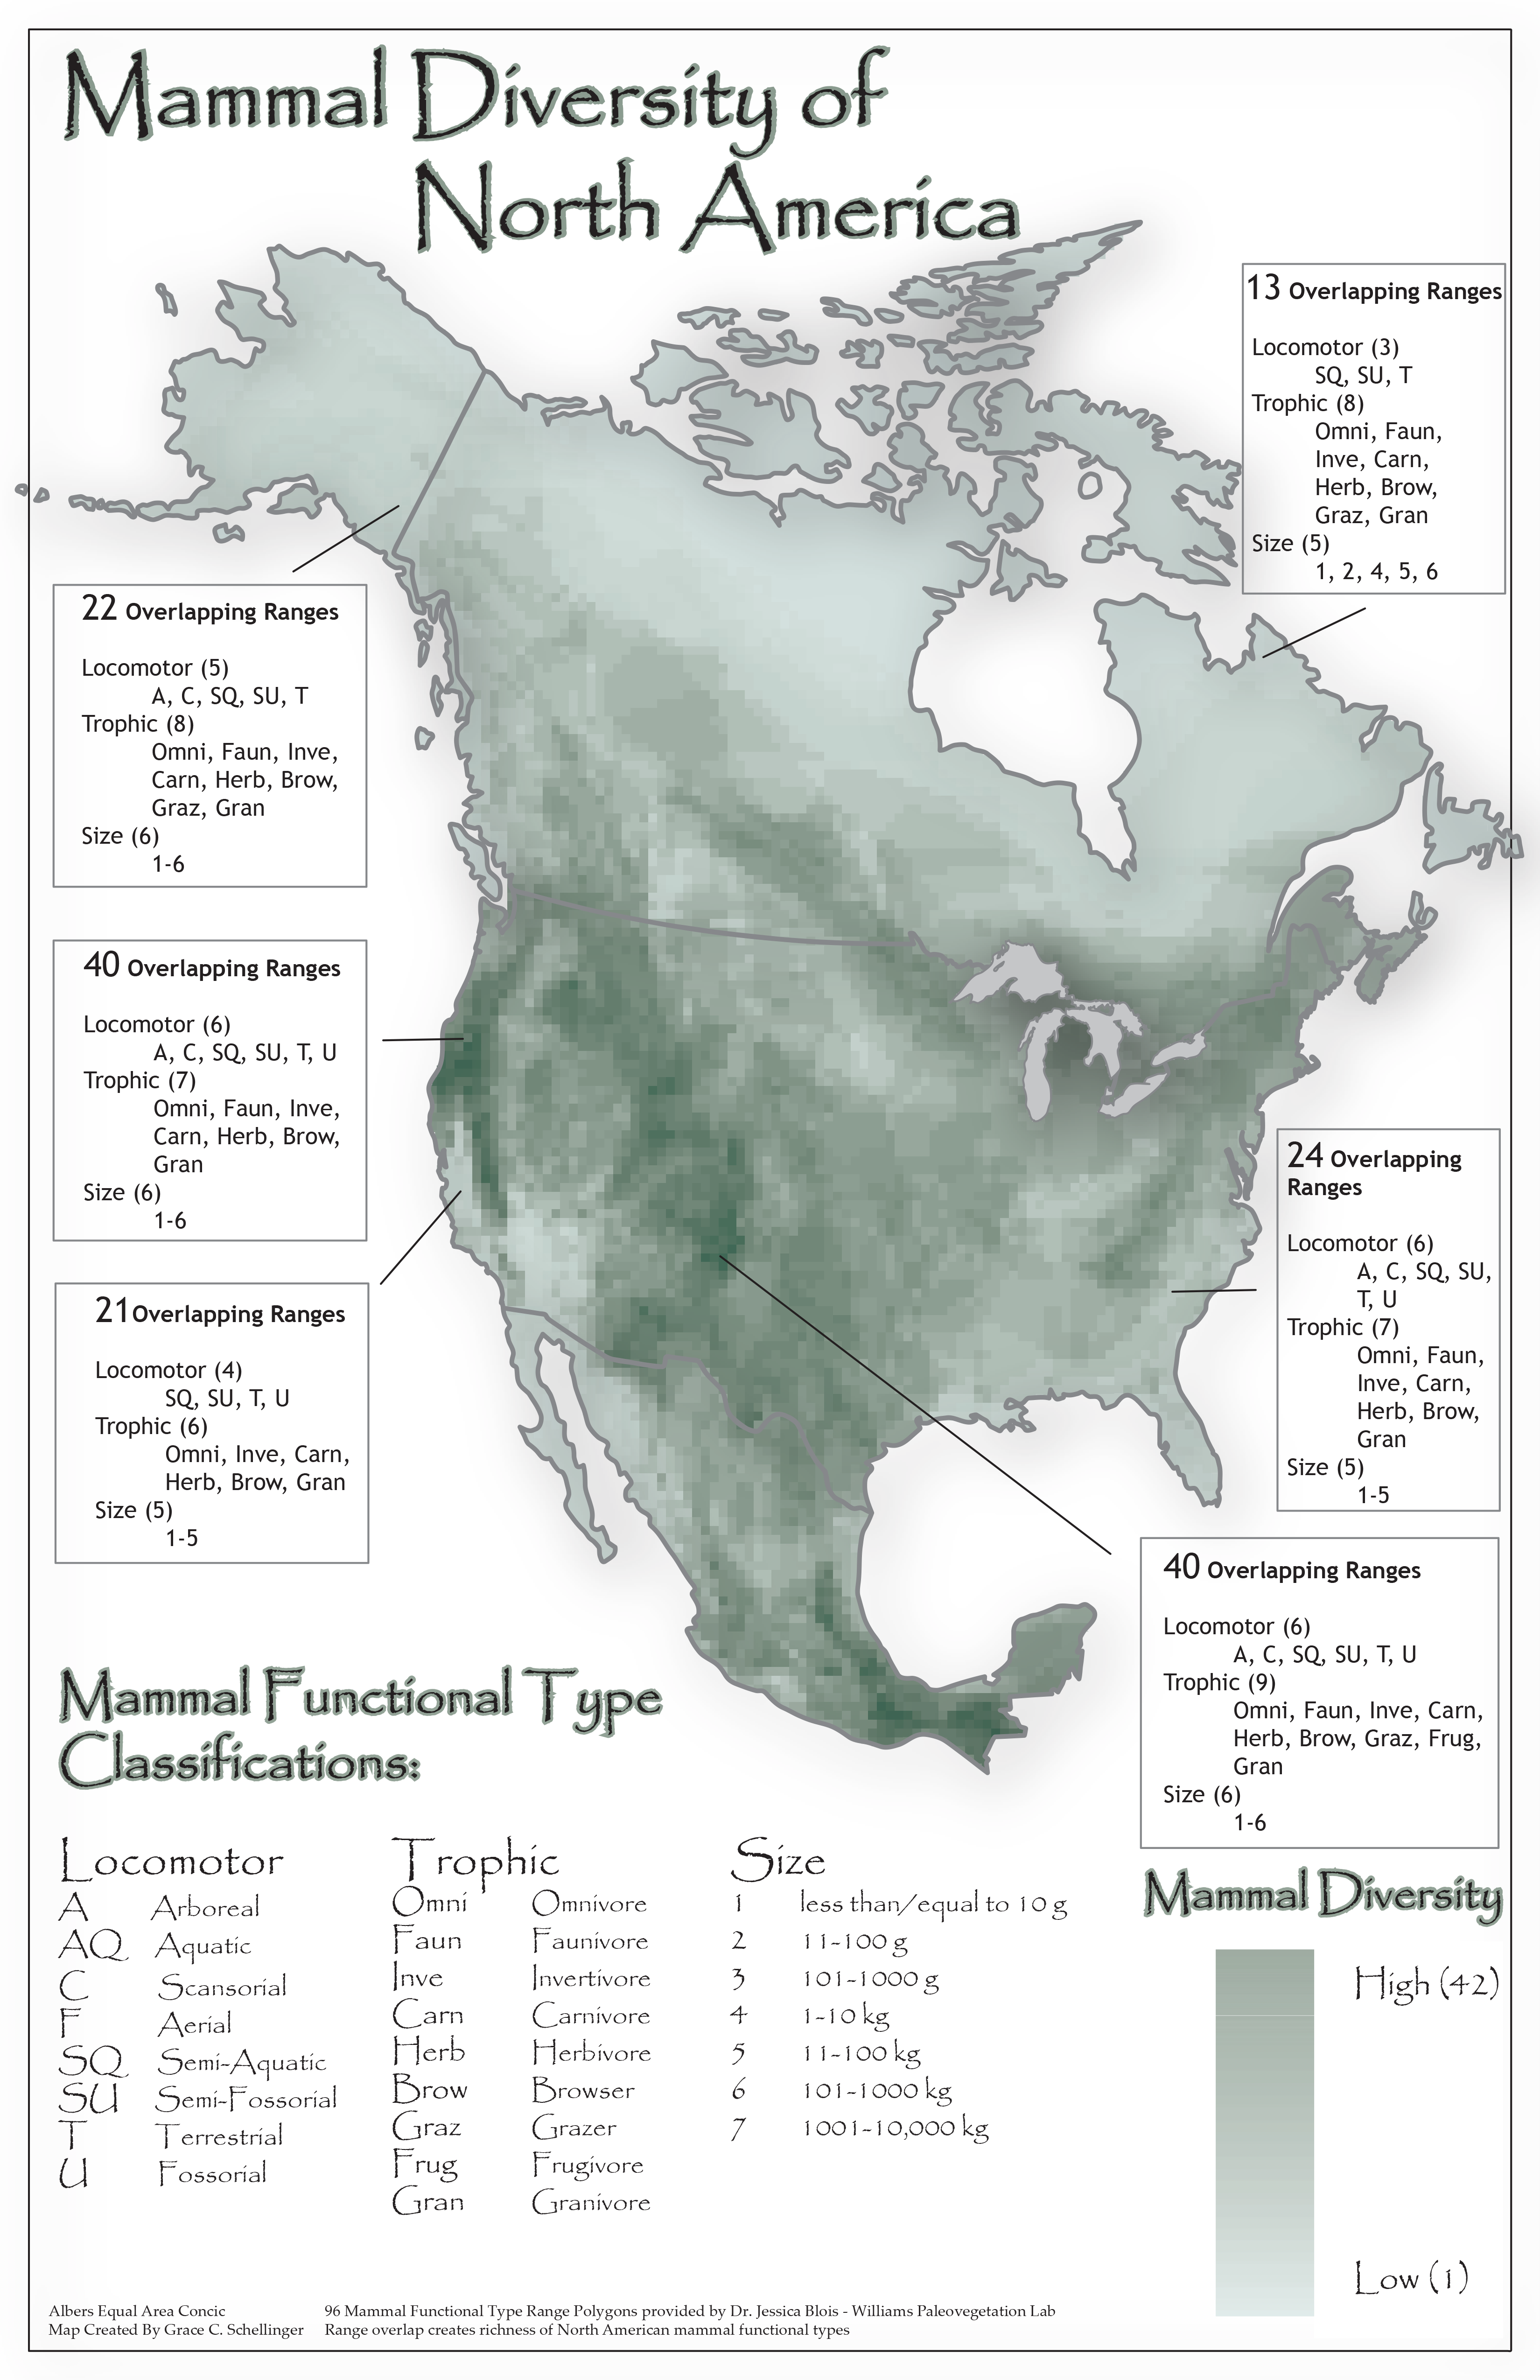 Mammal Diversity of
North America
13 Overlapping Ranges
Locomotor (3)
SQ, SU, T
Trophic (8)
Omni, Faun,
Inve, Carn,
Herb, Brow,
Graz, Gran
Size (5)
1, 2, 4, 5, 6
22 Overlapping Ranges
Locomotor (5)
A, C, SQ, SU, T
Trophic (8)
Omni, Faun, Inve,
Carn, Herb, Brow,
Graz, Gran
Size (6)
1-6
40 Overlapping Ranges
Locomotor (6)
A, C, SQ, SU, T, U
Trophic (7)
Omni, Faun, Inve,
Carn, Herb, Brow,
Gran
Size (6)
1-6
24 Overlapping
Ranges
Locomotor (6)
A, C, SQ, SU,
T, U
Trophic (7)
Omni, Faun,
Inve, Carn,
Herb, Brow,
Gran
Size (5)
1-5
21Overlapping Ranges
Locomotor (4)
SQ, SU, T, U
Trophic (6)
Omni, Inve, Carn,
Herb, Brow, Gran
Size (5)
1-5
40 Overlapping Ranges
Locomotor (6)
A, C, SQ, SU, T, U
Trophic (9)
Omni, Faun, Inve, Carn,
Herb, Brow, Graz, Frug,
Gran
Size (6)
1-6
Mammal Functional Type
Classifications:
Locomotor
A Arboreal
AQ Aquatic
C Scansorial
F Aerial
SQ Semi-Aquatic
SU Semi-Fossorial
T Terrestrial
U Fossorial
Trophic
Omni Omnivore
Faun Faunivore
Inve Invertivore
Carn Carnivore
Herb Herbivore
Brow Browser
Graz Grazer
Frug Frugivore
Gran Granivore
Size
1 less than/equal to 10 g
2 11-100 g
3 101-1000 g
4 1-10 kg
5 11-100 kg
6 101-1000 kg
7 1001-10,000 kg
Mammal Diversity
High (42)
Low (1)
Albers Equal Area Concic
Map Created By Grace C. Schellinger
96 Mammal Functional Type Range Polygons provided by Dr. Jessica Blois - Williams Paleovegetation Lab
Range overlap creates richness of North American mammal functional types